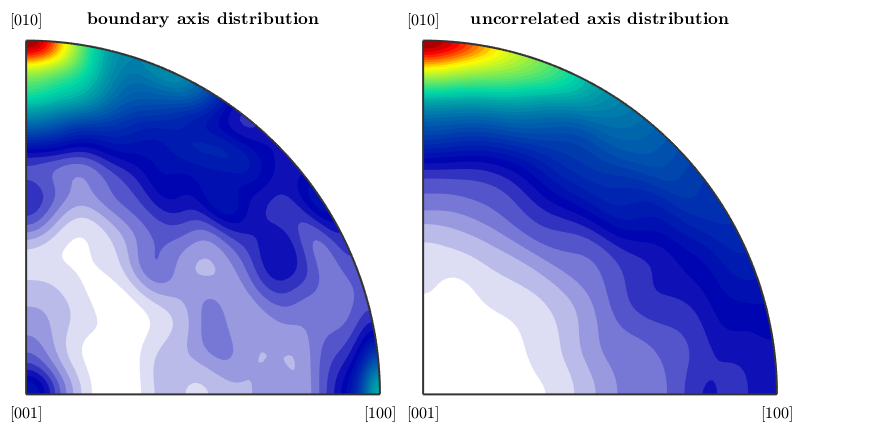 [010] boundary axis distribution [010] uncorrelated axis distribution
[001] [100] [001] [100]